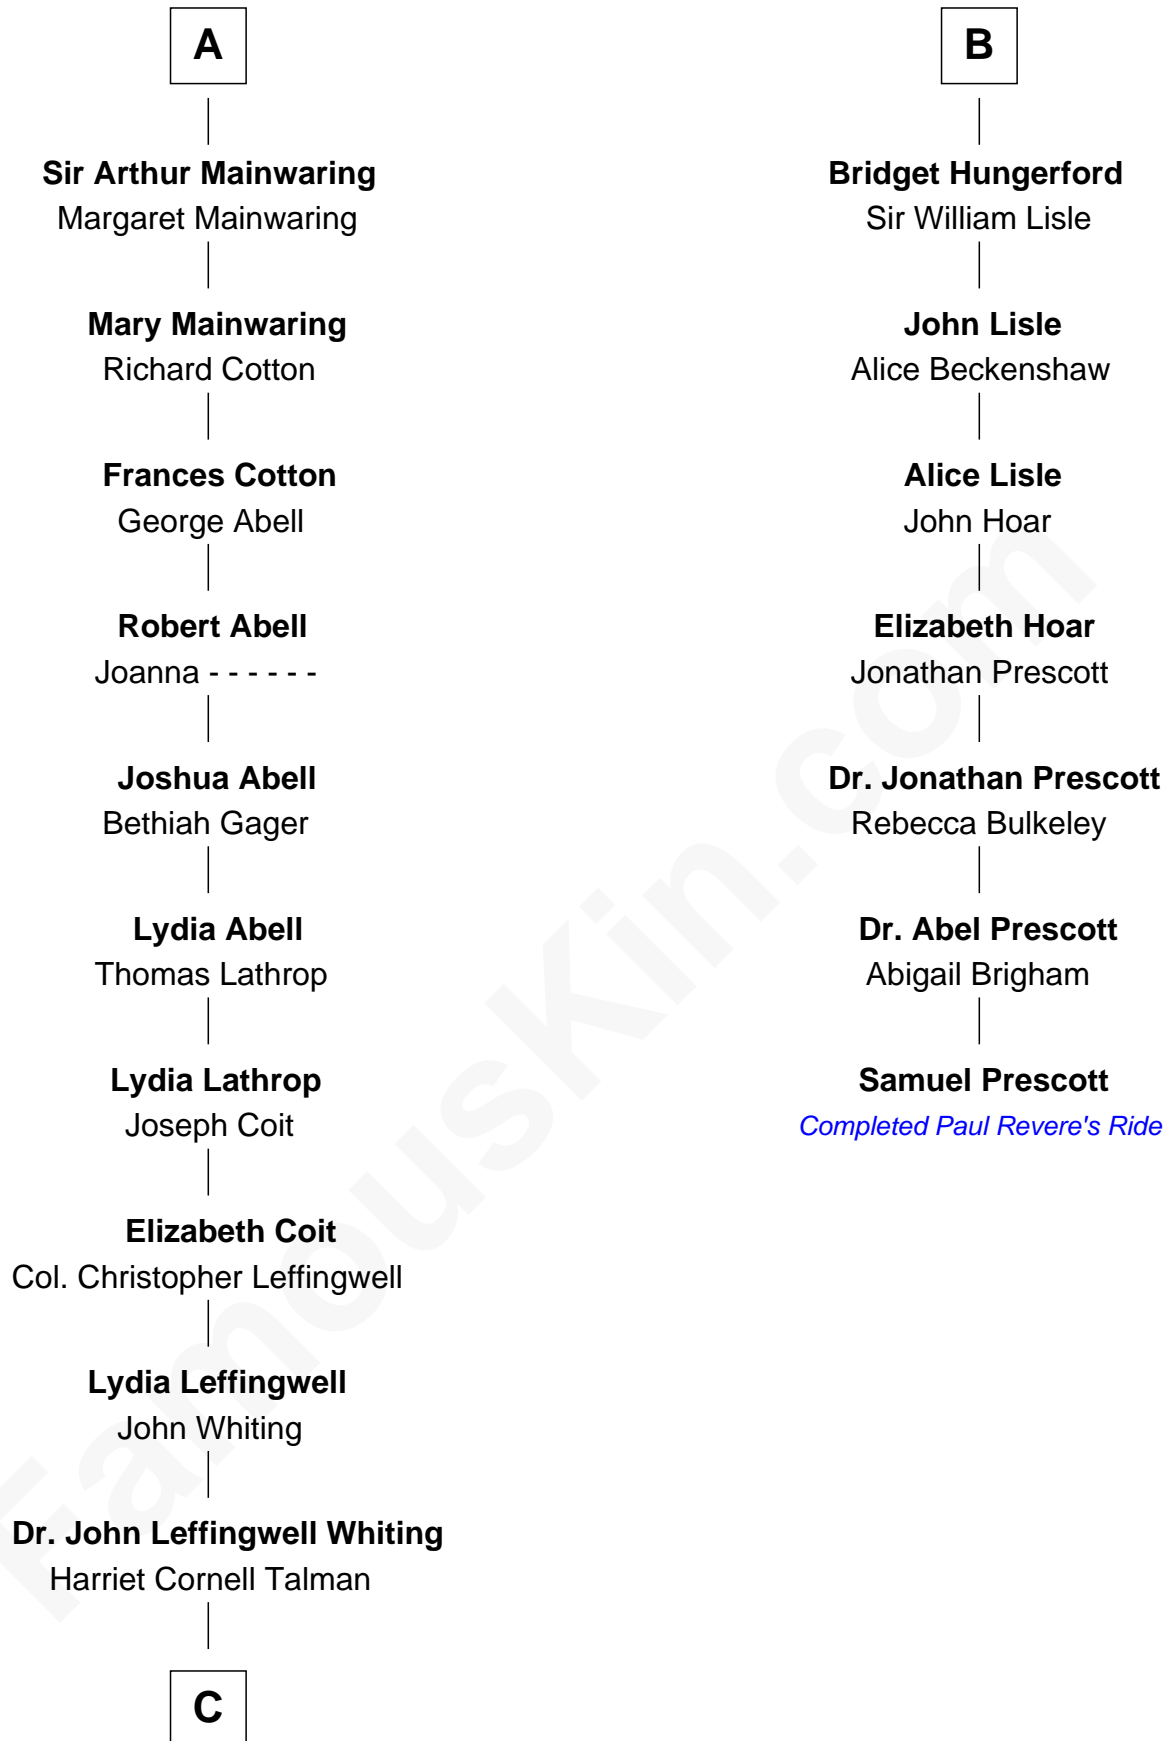 A
Sir Arthur Mainwaring
Margaret Mainwaring
Mary Mainwaring
Richard Cotton
Frances Cotton
George Abell
Robert Abell
Joanna - - - - - -
Joshua Abell
Bethiah Gager
Lydia Abell
Thomas Lathrop
Lydia Lathrop
Joseph Coit
Elizabeth Coit
Col. Christopher Leffingwell
Lydia Leffingwell
John Whiting
Dr. John Leffingwell Whiting
Harriet Cornell Talman
C
B
Bridget Hungerford
Sir William Lisle
John Lisle
Alice Beckenshaw
Alice Lisle
John Hoar
Elizabeth Hoar
Jonathan Prescott
Dr. Jonathan Prescott
Rebecca Bulkeley
Dr. Abel Prescott
Abigail Brigham
Samuel Prescott
Completed Paul Revere's Ride
FamousKin.com